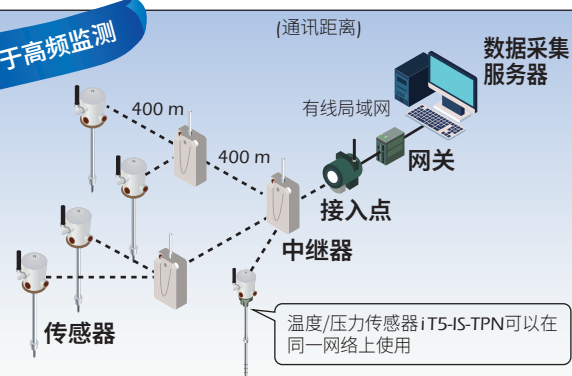 于高频监测
(通讯距离)
数据采集
服务器
400 m
有线局域网
400 m
网关
接入点
中继器
传感器
温度/压力传感器iT5-IS-TPN可以在
同一网络上使用